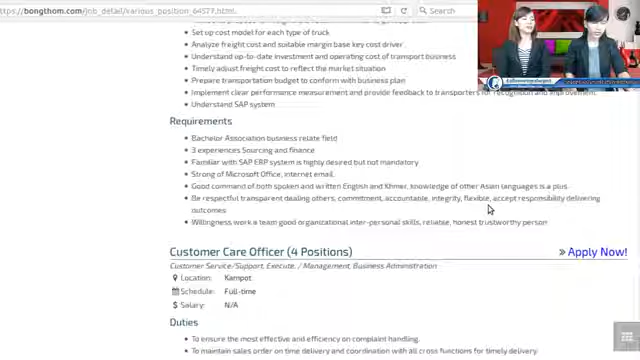 https://bongthom.com/job_detail/various_position_64577.html.
Search
Set up cost model for each type of truck
Analyze freight cost and suitable margin base key cost driver
Understand up-to-date investment and operating cost of transport business
Timely adjust freight cost to reflect the market situation
Prepare transportation budget to conform with business plan
Implement clear performance measurement and provide feedback to transporters for recognition and improvement.
Understand SAP system
Requirements
Bachelor Association business relate field
3 experiences Sourcing and finance
Familiar with SAP ERP system is highly desired but not mandatory
Strong of Microsoft Office, internet email.
Good command of both spoken and written English and Khmer, knowledge of other Asian languages is a plus.
Be respectful transparent dealing others, commitment, accountable, integrity, flexible, accept responsibility delivering
outcomes
Willingness work a team good organizational inter-personal skills, reliable, honest trustworthy person
Customer Care Officer (4 Positions)
» Apply Now!
Customer Service/Support, Execute. / Management, Business Administration
Location: Kampot
Schedule: Full-time
$ Salary: N/A
Duties
To ensure the most effective and efficiency on complaint handling.
To maintain sales order on time delivery and coordination with all cross functions for timely delivery.